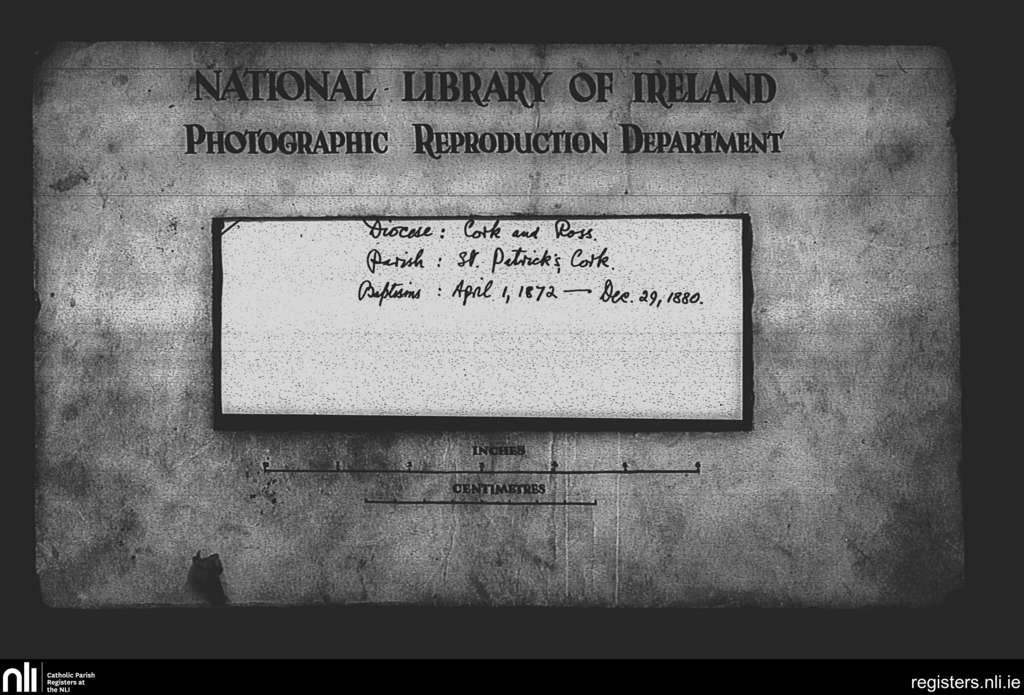 NATIONAL LIBRARY OF IRELAND
PHOTOGRAPHIC REPRODUCTION DEPARTMENT
Diocese: Cork and Ross.
Parish: St. Patrick's, Cork.
Baptisms: April 1, 1872 — Dec. 29, 1880.
INCHES
CENTIMETRES
nli
Catholic Parish
Registers at
the NLI
registers.nli.ie